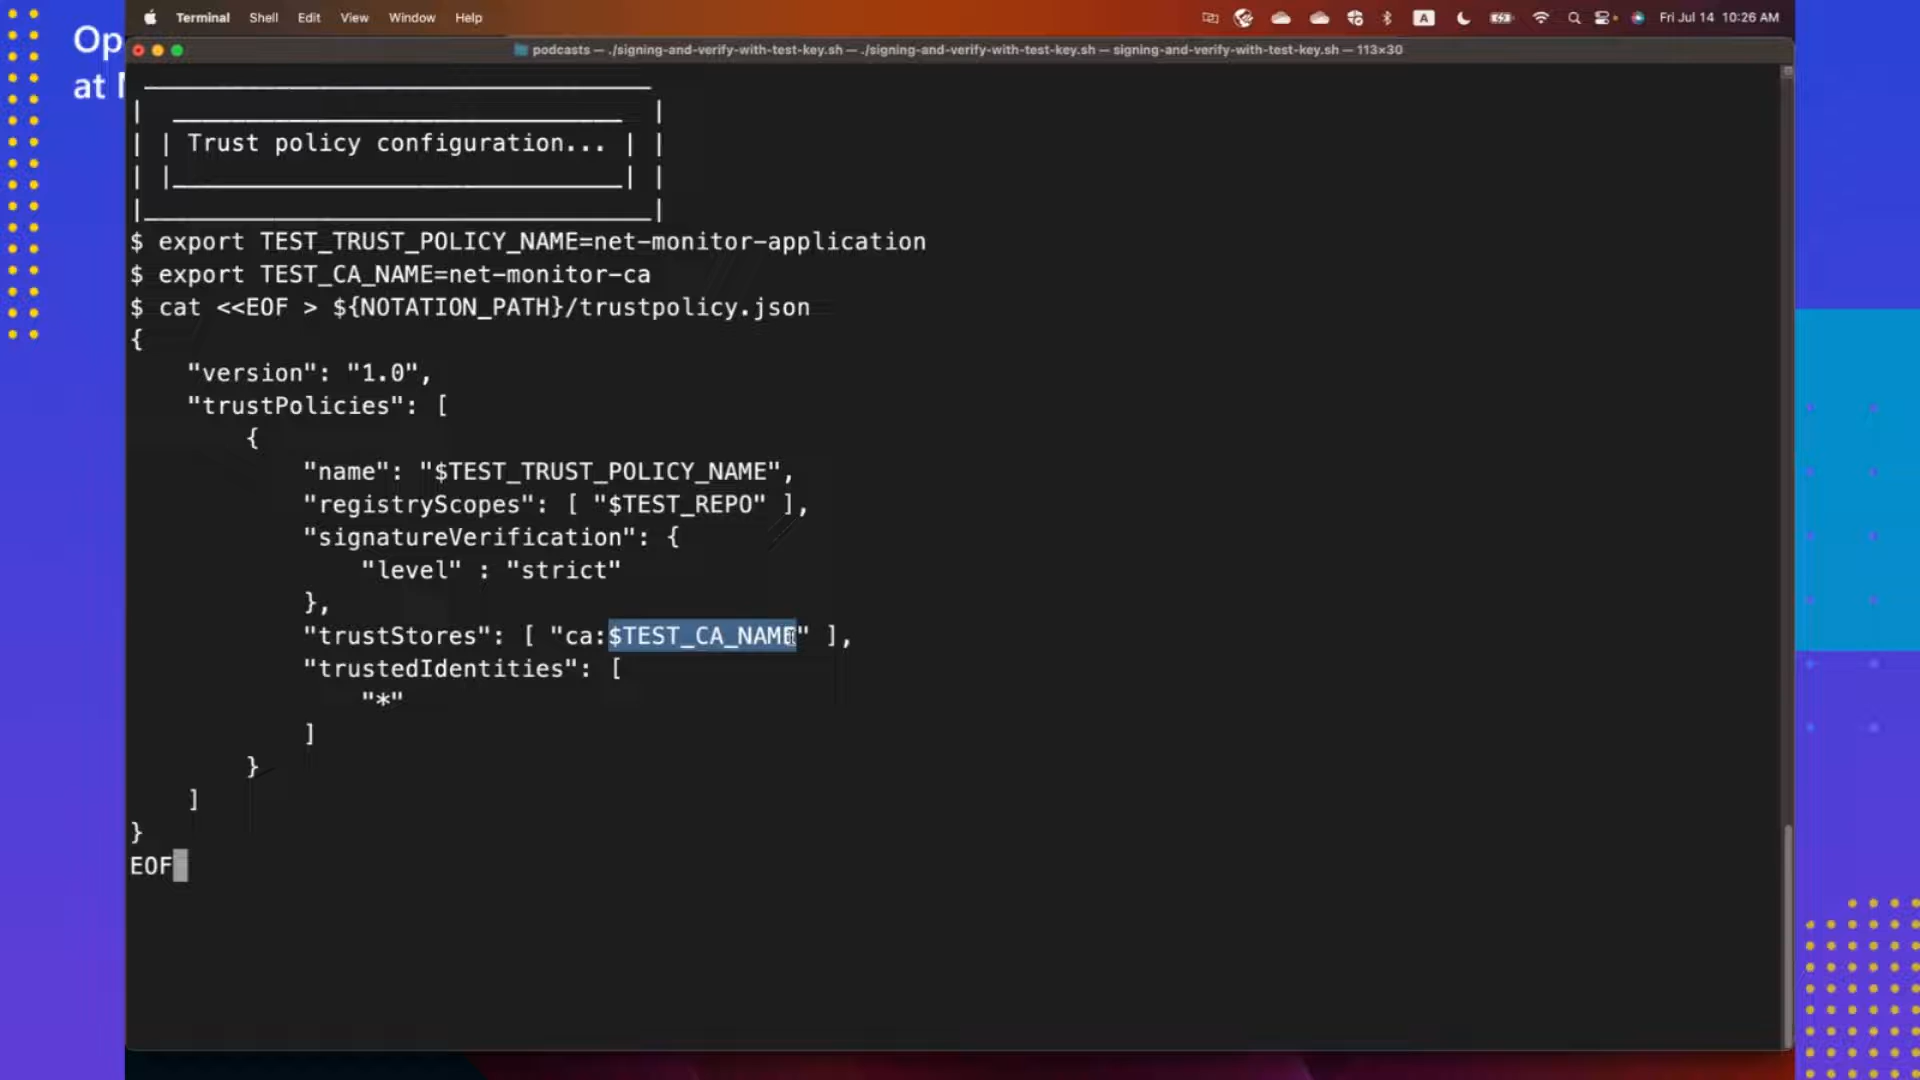 Terminal Shell Edit View Window Help
A
Fri Jul 14 10:26 AM
Op
at
podcasts — ./signing-and-verify-with-test-key.sh — ./signing-and-verify-with-test-key.sh — signing-and-verify-with-test-key.sh — 113×30
Trust policy configuration...
$ export TEST_TRUST_POLICY_NAME=net-monitor-application
$ export TEST_CA_NAME=net-monitor-ca
$ cat <<EOF > ${NOTATION_PATH}/trustpolicy.json
{
"version": "1.0",
"trustPolicies": [
{
"name": "$TEST_TRUST_POLICY_NAME",
"registryScopes": [ "$TEST_REPO" ],
"signatureVerification": {
"level" : "strict"
},
"trustStores": [ "ca:$TEST_CA_NAME" ],
"trustedIdentities": [
"*"
]
}
]
}
EOF